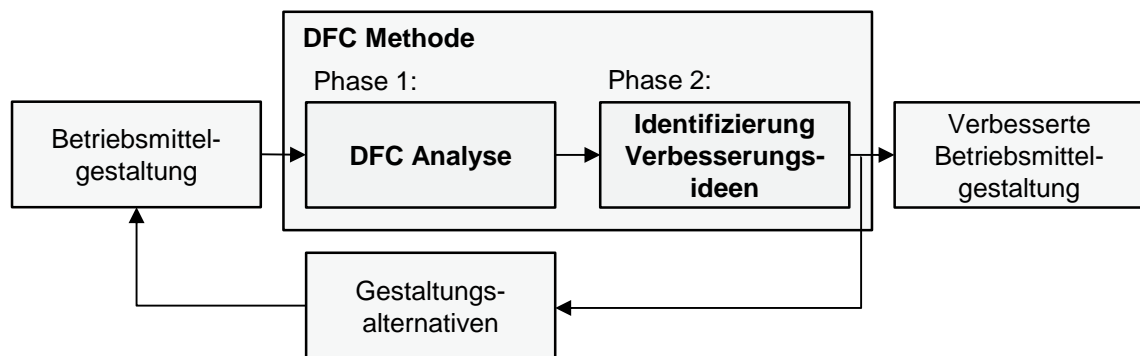 DFC Methode
Phase 1:
Phase 2:
Betriebsmittel-
gestaltung
DFC Analyse
Identifizierung
Verbesserungs-
ideen
Verbesserte
Betriebsmittel-
gestaltung
Gestaltungs-
alternativen